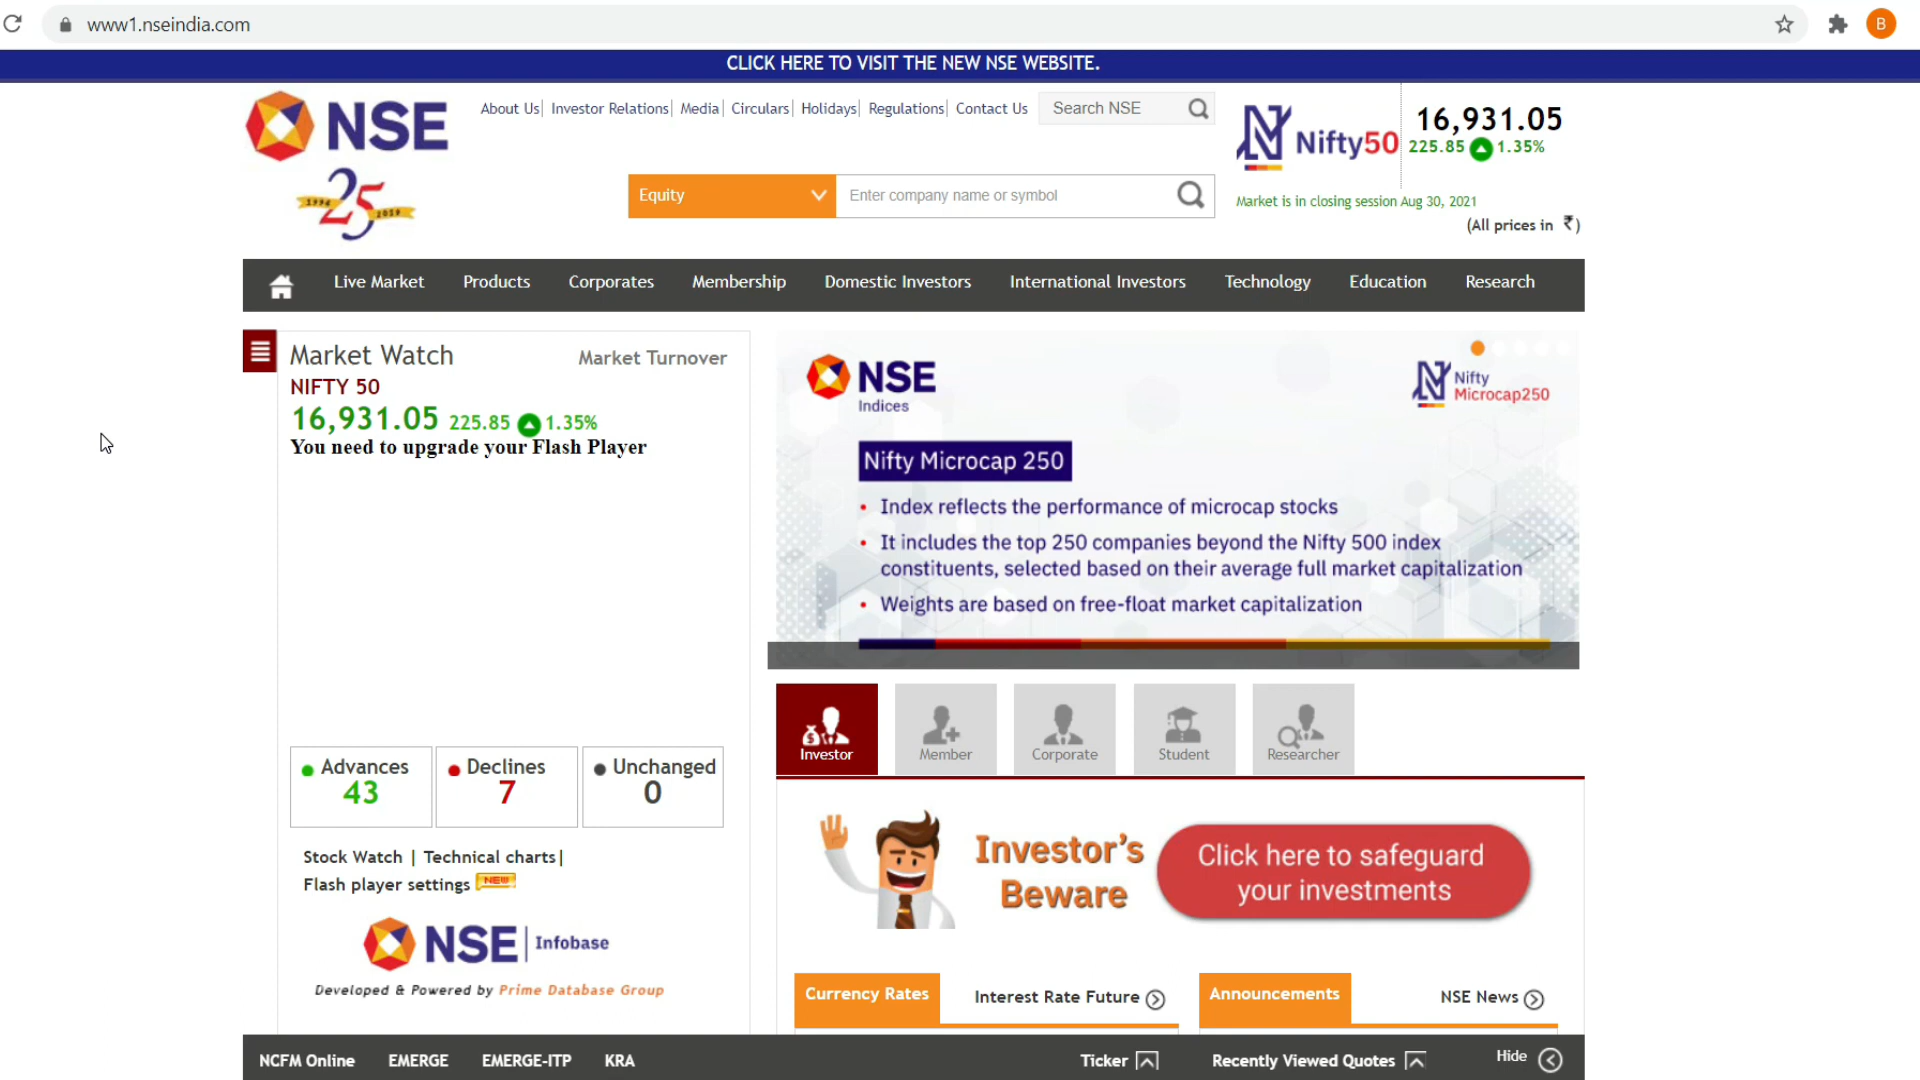 www1.nseindia.com
B
CLICK HERE TO VISIT THE NEW NSE WEBSITE.
NSE
1994 25 2019
About Us| Investor Relations| Media| Circulars| Holidays| Regulations| Contact Us
Search NSE
Nifty50
16,931.05
225.85 1.35%
Equity
Enter company name or symbol
Market is in closing session Aug 30, 2021
(All prices in ₹)
Live Market Products Corporates Membership Domestic Investors International Investors Technology Education Research
Market Watch
Market Turnover
NIFTY 50
16,931.05 225.85 1.35%
You need to upgrade your Flash Player
Advances
43
Declines
7
Unchanged
0
Stock Watch | Technical charts|
Flash player settings NEW
NSE Infobase
Developed & Powered by Prime Database Group
NSE
Indices
Nifty
Microcap250
Nifty Microcap 250
• Index reflects the performance of microcap stocks
• It includes the top 250 companies beyond the Nifty 500 index
constituents, selected based on their average full market capitalization
• Weights are based on free-float market capitalization
Investor
Member
Corporate
Student
Researcher
Investor's
Beware
Click here to safeguard
your investments
Currency Rates
Interest Rate Future
Announcements
NSE News
NCFM Online EMERGE EMERGE-ITP KRA
Ticker Recently Viewed Quotes Hide